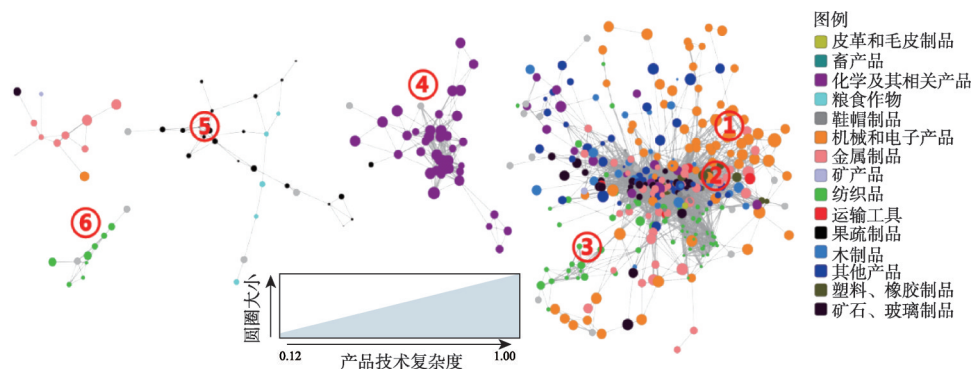 图例
皮革和毛皮制品
畜产品
化学及其相关产品
粮食作物
鞋帽制品
机械和电子产品
金属制品
矿产品
纺织品
运输工具
果疏制品
木制品
其他产品
塑料、橡胶制品
矿石、玻璃制品
④
①
⑤
②
⑥
③
圆圈大小
0.12
产品技术复杂度
1.00